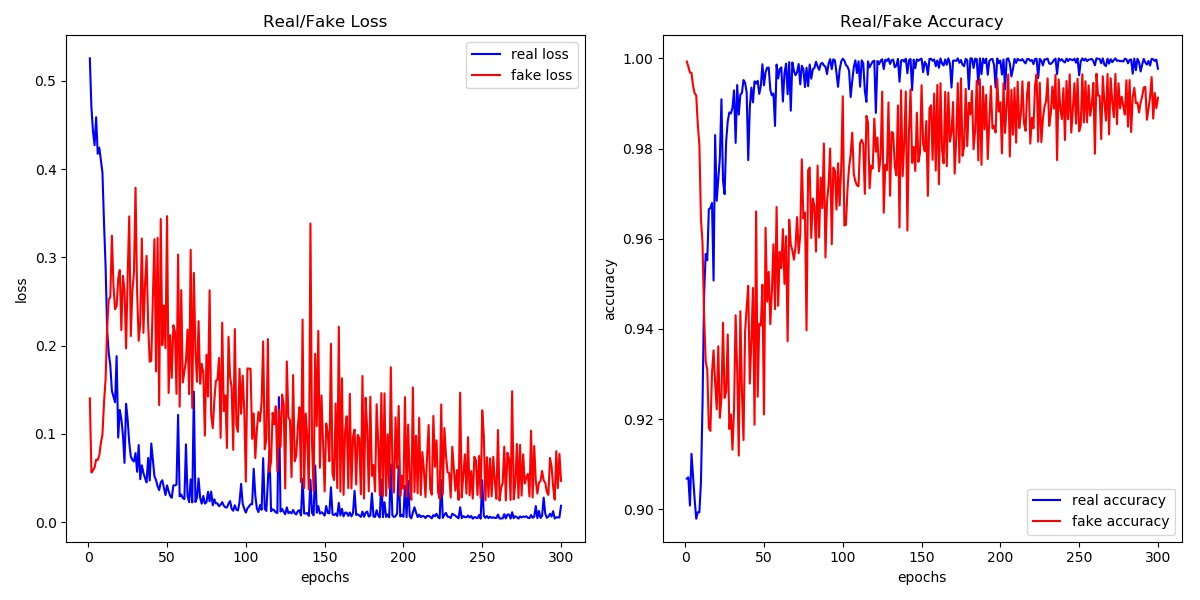 Real/Fake Loss
real loss
fake loss
loss
0.5
0.4
0.3
0.2
0.1
0.0
0
50
100
150
200
250
300
epochs
Real/Fake Accuracy
accuracy
1.00
0.98
0.96
0.94
0.92
0.90
real accuracy
fake accuracy
0
50
100
150
200
250
300
epochs